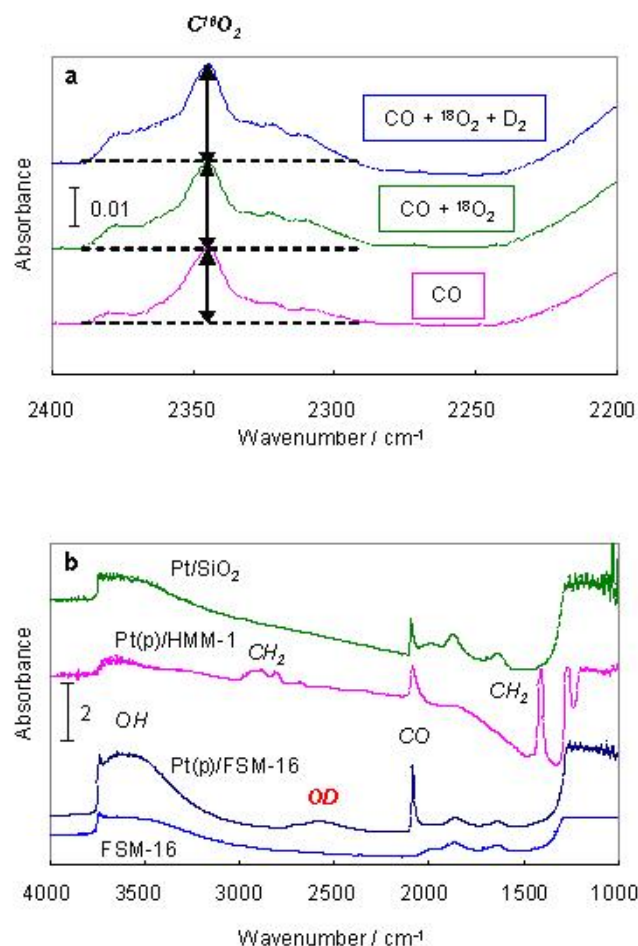 C¹⁶O₂
a
CO + ¹⁸O₂ + D₂
0.01
CO + ¹⁸O₂
CO
Absorbance
2400 2350 2300 2250 2200
Wavenumber / cm⁻¹
b
Pt/SiO₂
Pt(p)/HMM-1
CH₂
CH₂
2
OH
CO
Pt(p)/FSM-16
OD
FSM-16
Absorbance
4000 3500 3000 2500 2000 1500 1000
Wavenumber / cm⁻¹